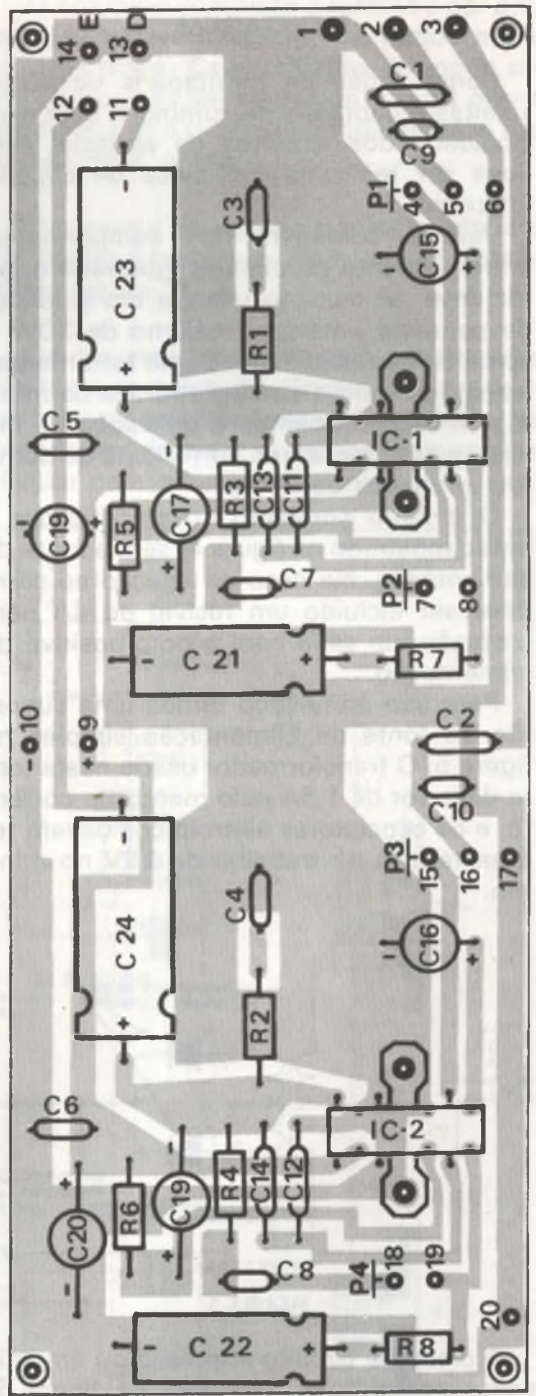 E D
14 13
12 11
1 2 3
C1
C9
P1
4 5 6
C3
-
C 23
+
- C15 +
R1
C5
IC-1
- C19 +
R5
-
C17
+
R3
C13
C11
C7
P2
7 8
- C 21 +
R7
-10
+9
C2
C10
P3
15 16 17
-
C 24
+
C4
- C16 +
R2
C6
IC-2
+
C20
-
R6
-
C19
+
R4
C14
C12
C8
P4
18 19
20
- C 22 +
R8